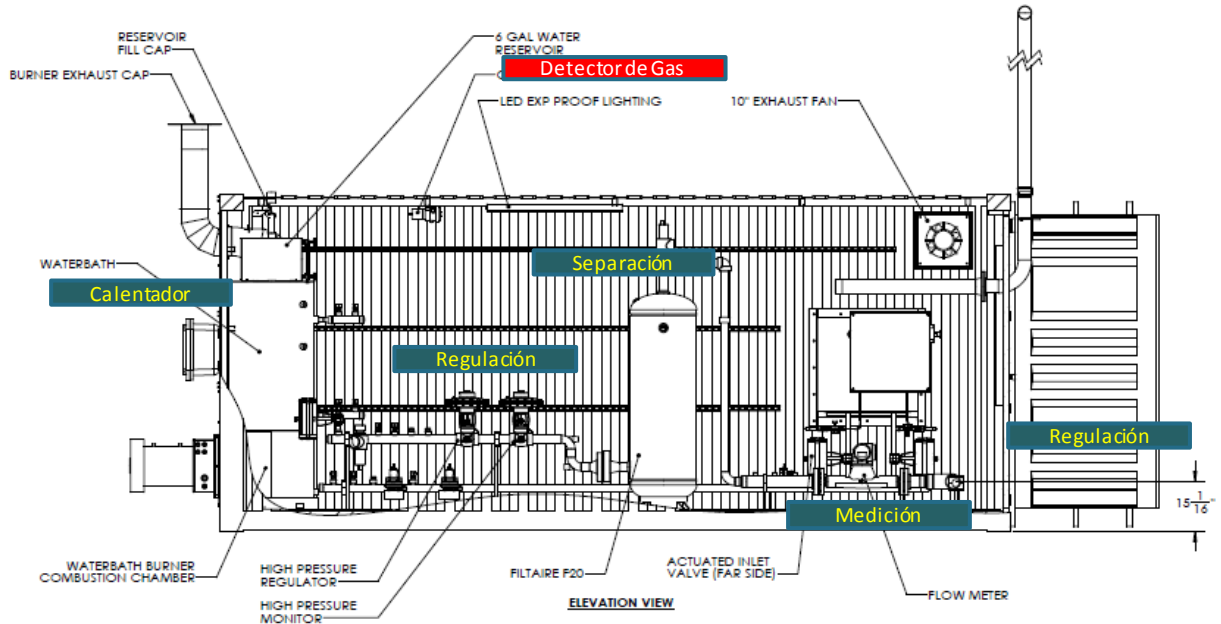 RESERVOIR
FILL CAP
6 GAL WATER
RESERVOIR
BURNER EXHAUST CAP
Detector de Gas
LED EXP PROOF LIGHTING
10" EXHAUST FAN
WATERBATH
Calentador
Separación
Regulación
Regulación
15 1/16"
Medición
WATERBATH BURNER
COMBUSTION CHAMBER
HIGH PRESSURE
REGULATOR
HIGH PRESSURE
MONITOR
FILTAIRE F20
ACTUATED INLET
VALVE (FAR SIDE)
FLOW METER
ELEVATION VIEW